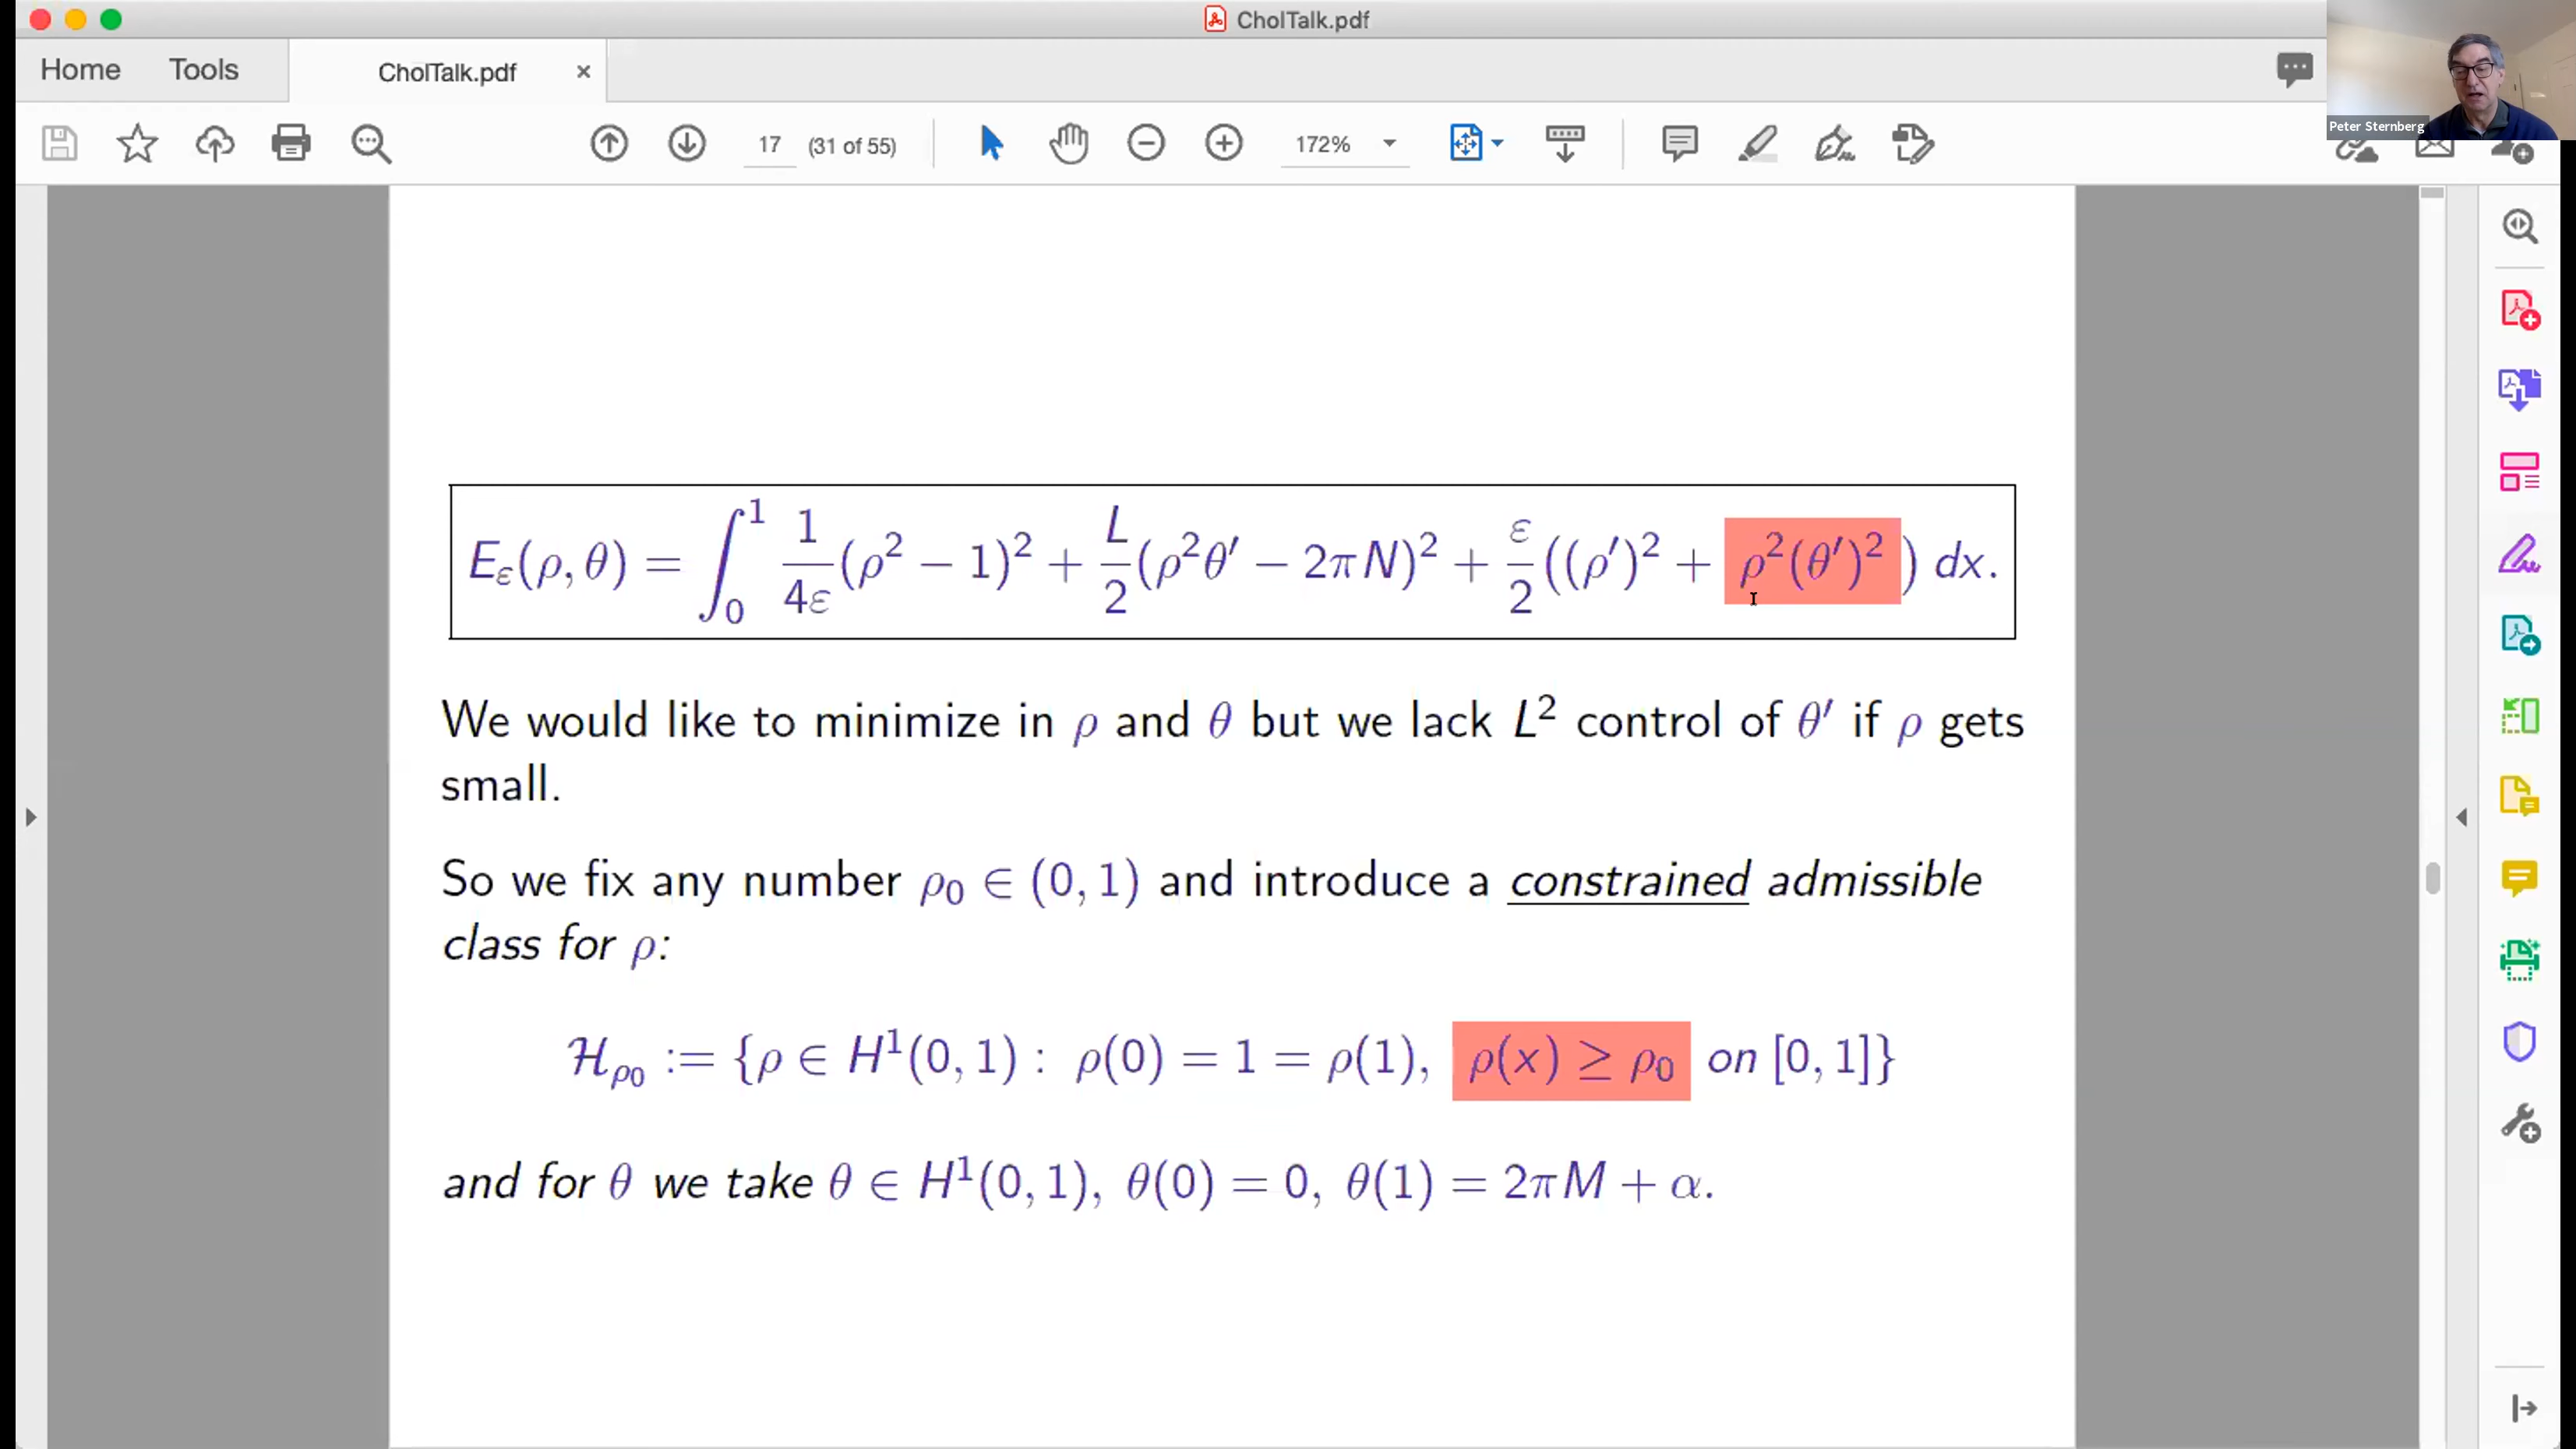 CholTalk.pdf
Home Tools CholTalk.pdf ×
17 (31 of 55) 172%
Peter Sternberg
E_ε(ρ, θ) = ∫_0^1 1/(4ε) (ρ² − 1)² + L/2 (ρ²θ′ − 2πN)² + ε/2 ((ρ′)² + ρ²(θ′)²) dx.
We would like to minimize in ρ and θ but we lack L² control of θ′ if ρ gets
small.
So we fix any number ρ₀ ∈ (0, 1) and introduce a constrained admissible
class for ρ:
ℋ_ρ₀ := {ρ ∈ H¹(0, 1) : ρ(0) = 1 = ρ(1), ρ(x) ≥ ρ₀ on [0, 1]}
and for θ we take θ ∈ H¹(0, 1), θ(0) = 0, θ(1) = 2πM + α.